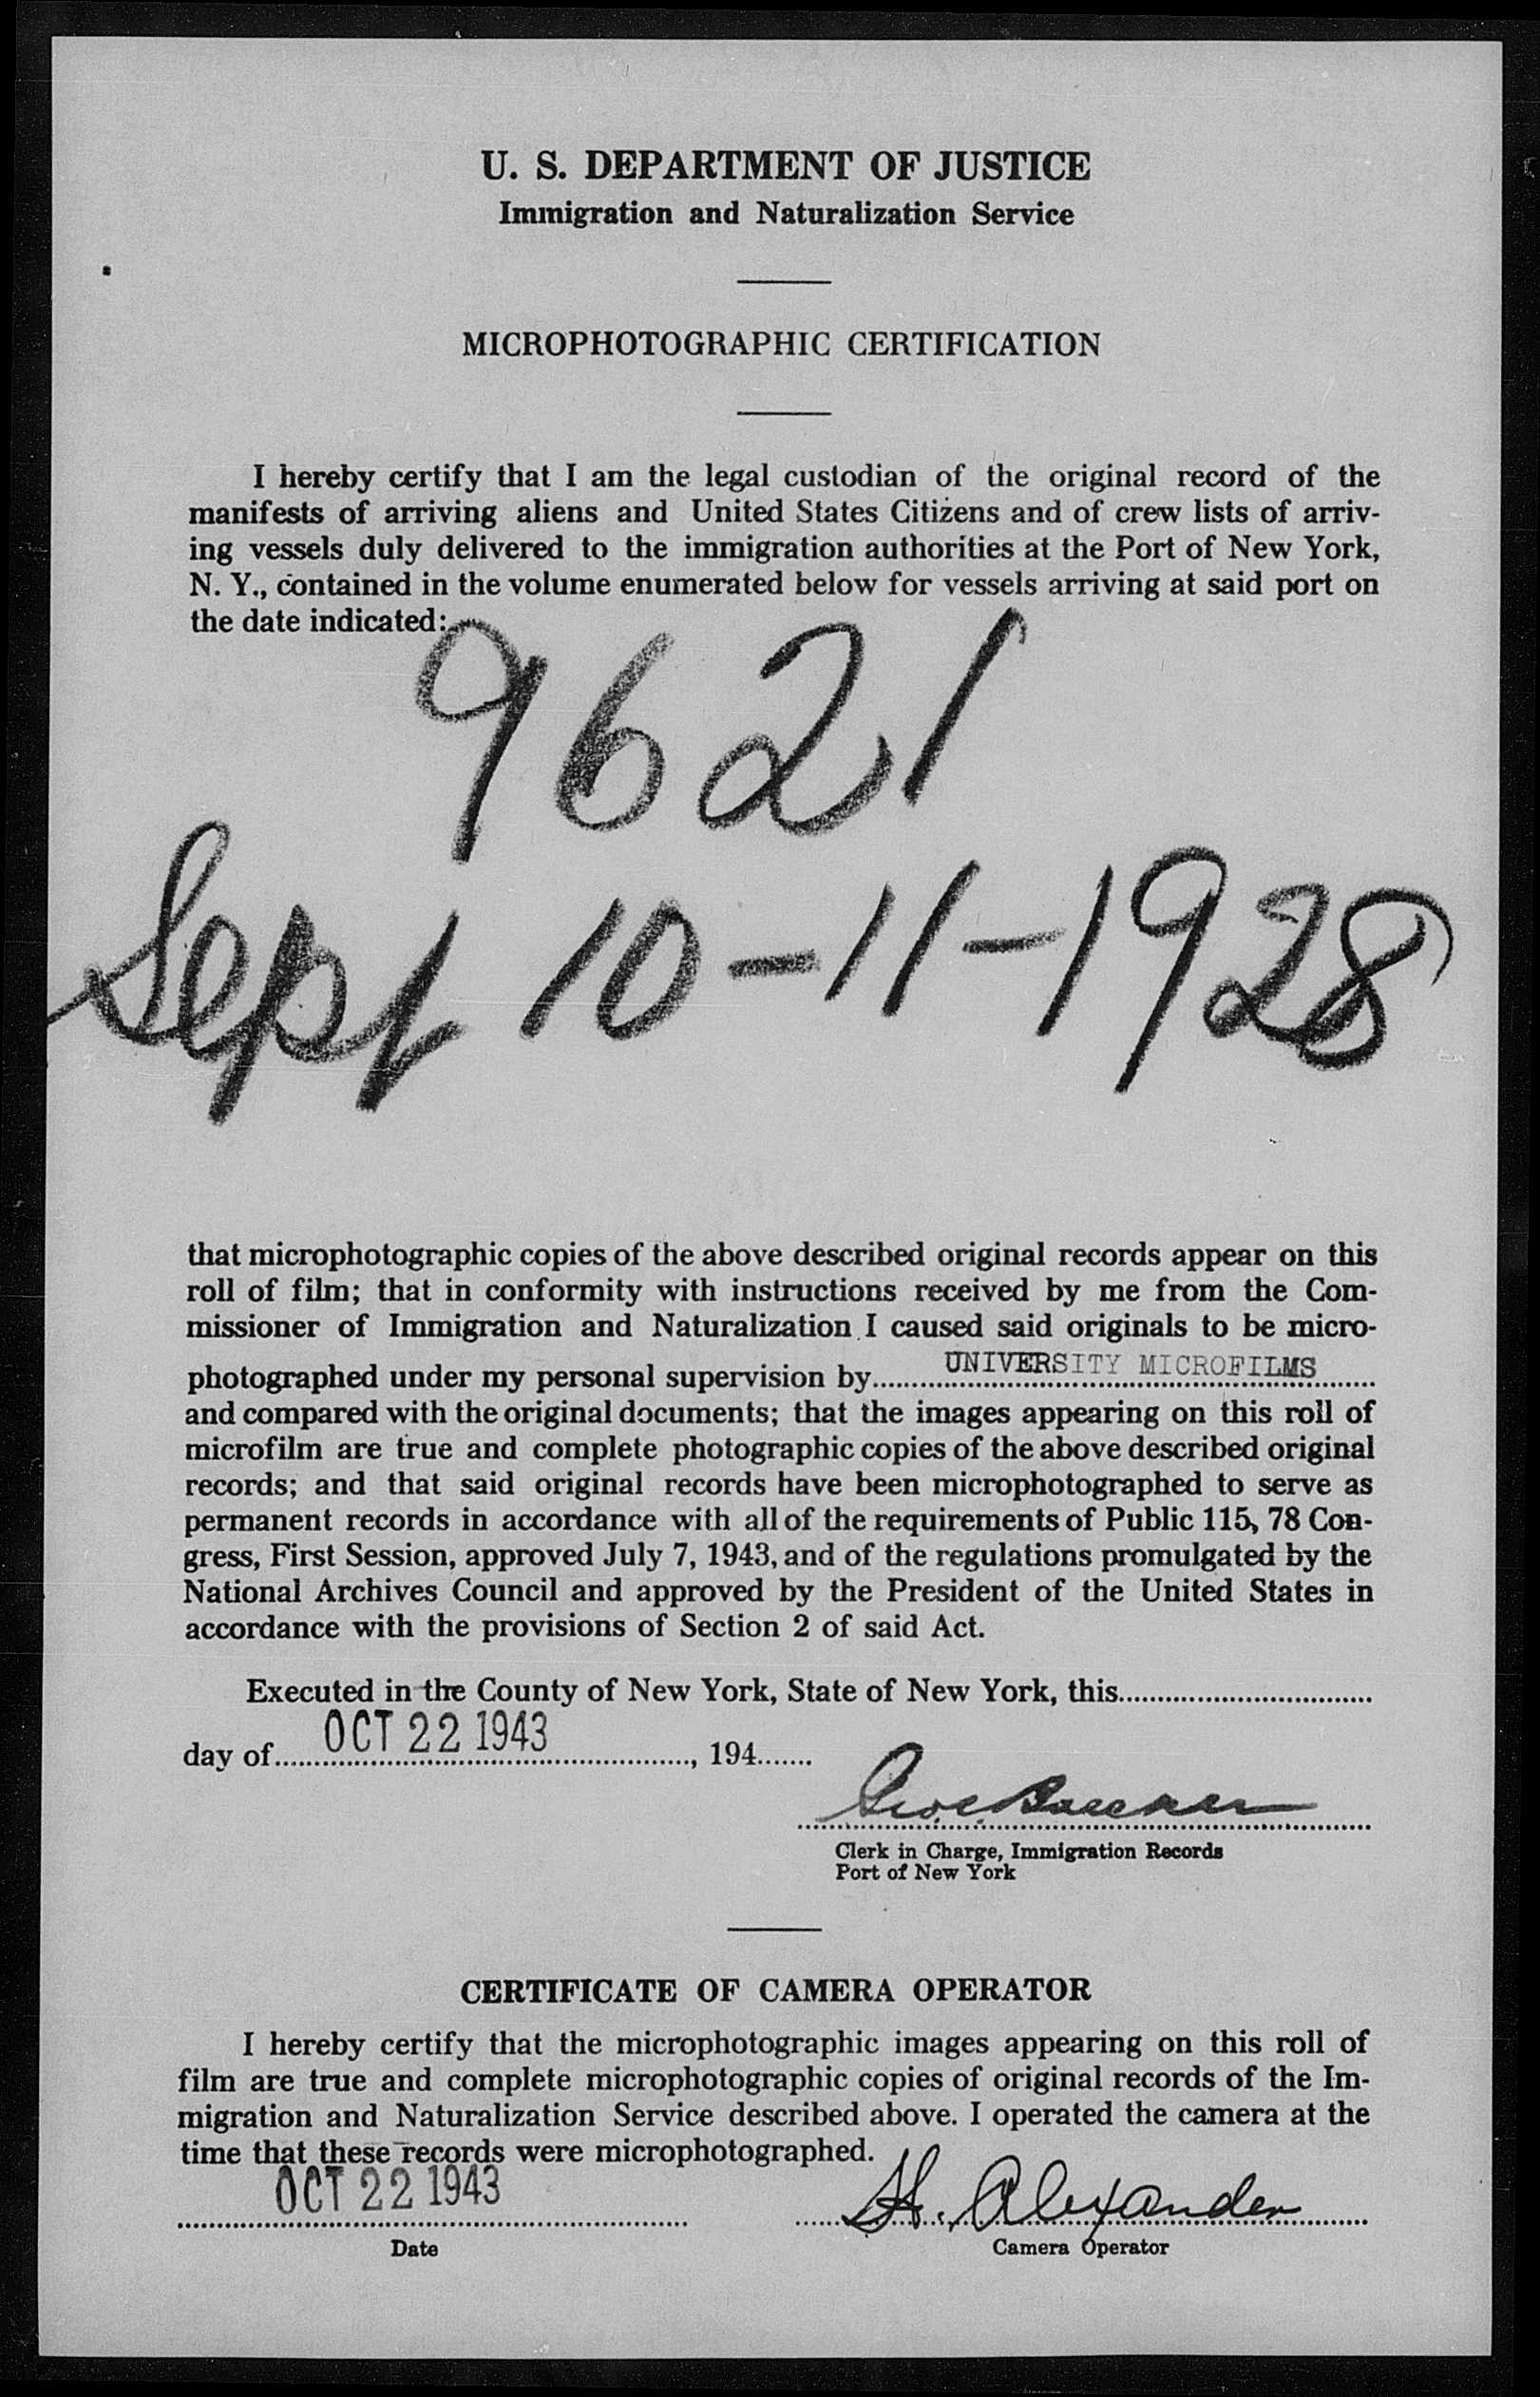 U. S. DEPARTMENT OF JUSTICE
Immigration and Naturalization Service
MICROPHOTOGRAPHIC CERTIFICATION
I hereby certify that I am the legal custodian of the original record of the
manifests of arriving aliens and United States Citizens and of crew lists of arriv-
ing vessels duly delivered to the immigration authorities at the Port of New York,
N. Y., contained in the volume enumerated below for vessels arriving at said port on
the date indicated:
9621
Sept 10-11-1928
that microphotographic copies of the above described original records appear on this
roll of film; that in conformity with instructions received by me from the Com-
missioner of Immigration and Naturalization I caused said originals to be micro-
photographed under my personal supervision by UNIVERSITY MICROFILMS
and compared with the original documents; that the images appearing on this roll of
microfilm are true and complete photographic copies of the above described original
records; and that said original records have been microphotographed to serve as
permanent records in accordance with all of the requirements of Public 115, 78 Con-
gress, First Session, approved July 7, 1943, and of the regulations promulgated by the
National Archives Council and approved by the President of the United States in
accordance with the provisions of Section 2 of said Act.
Executed in the County of New York, State of New York, this
day of OCT 22 1943, 194
Clerk in Charge, Immigration Records
Port of New York
CERTIFICATE OF CAMERA OPERATOR
I hereby certify that the microphotographic images appearing on this roll of
film are true and complete microphotographic copies of original records of the Im-
migration and Naturalization Service described above. I operated the camera at the
time that these records were microphotographed.
OCT 22 1943 H. Alexander
Date Camera Operator